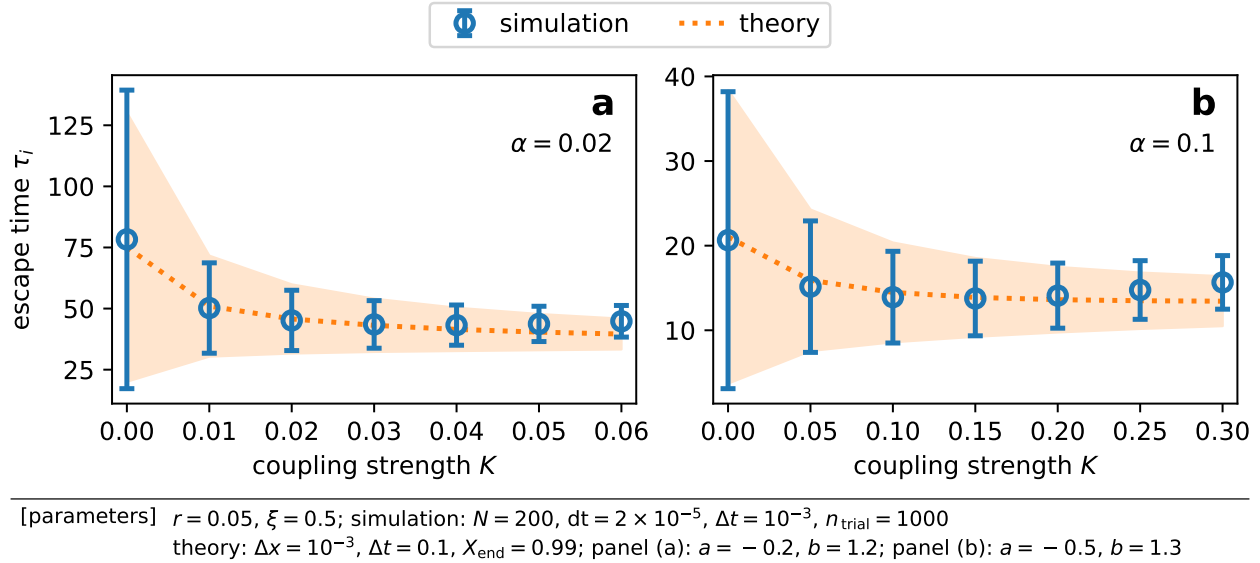 simulation theory
a
α = 0.02
escape time τᵢ
125
100
75
50
25
0.00 0.01 0.02 0.03 0.04 0.05 0.06
coupling strength K
b
α = 0.1
40
30
20
10
0.00 0.05 0.10 0.15 0.20 0.25 0.30
coupling strength K
[parameters] r = 0.05, ξ = 0.5; simulation: N = 200, dt = 2 × 10⁻⁵, Δt = 10⁻³, n_trial = 1000
theory: Δx = 10⁻³, Δt = 0.1, X_end = 0.99; panel (a): a = −0.2, b = 1.2; panel (b): a = −0.5, b = 1.3